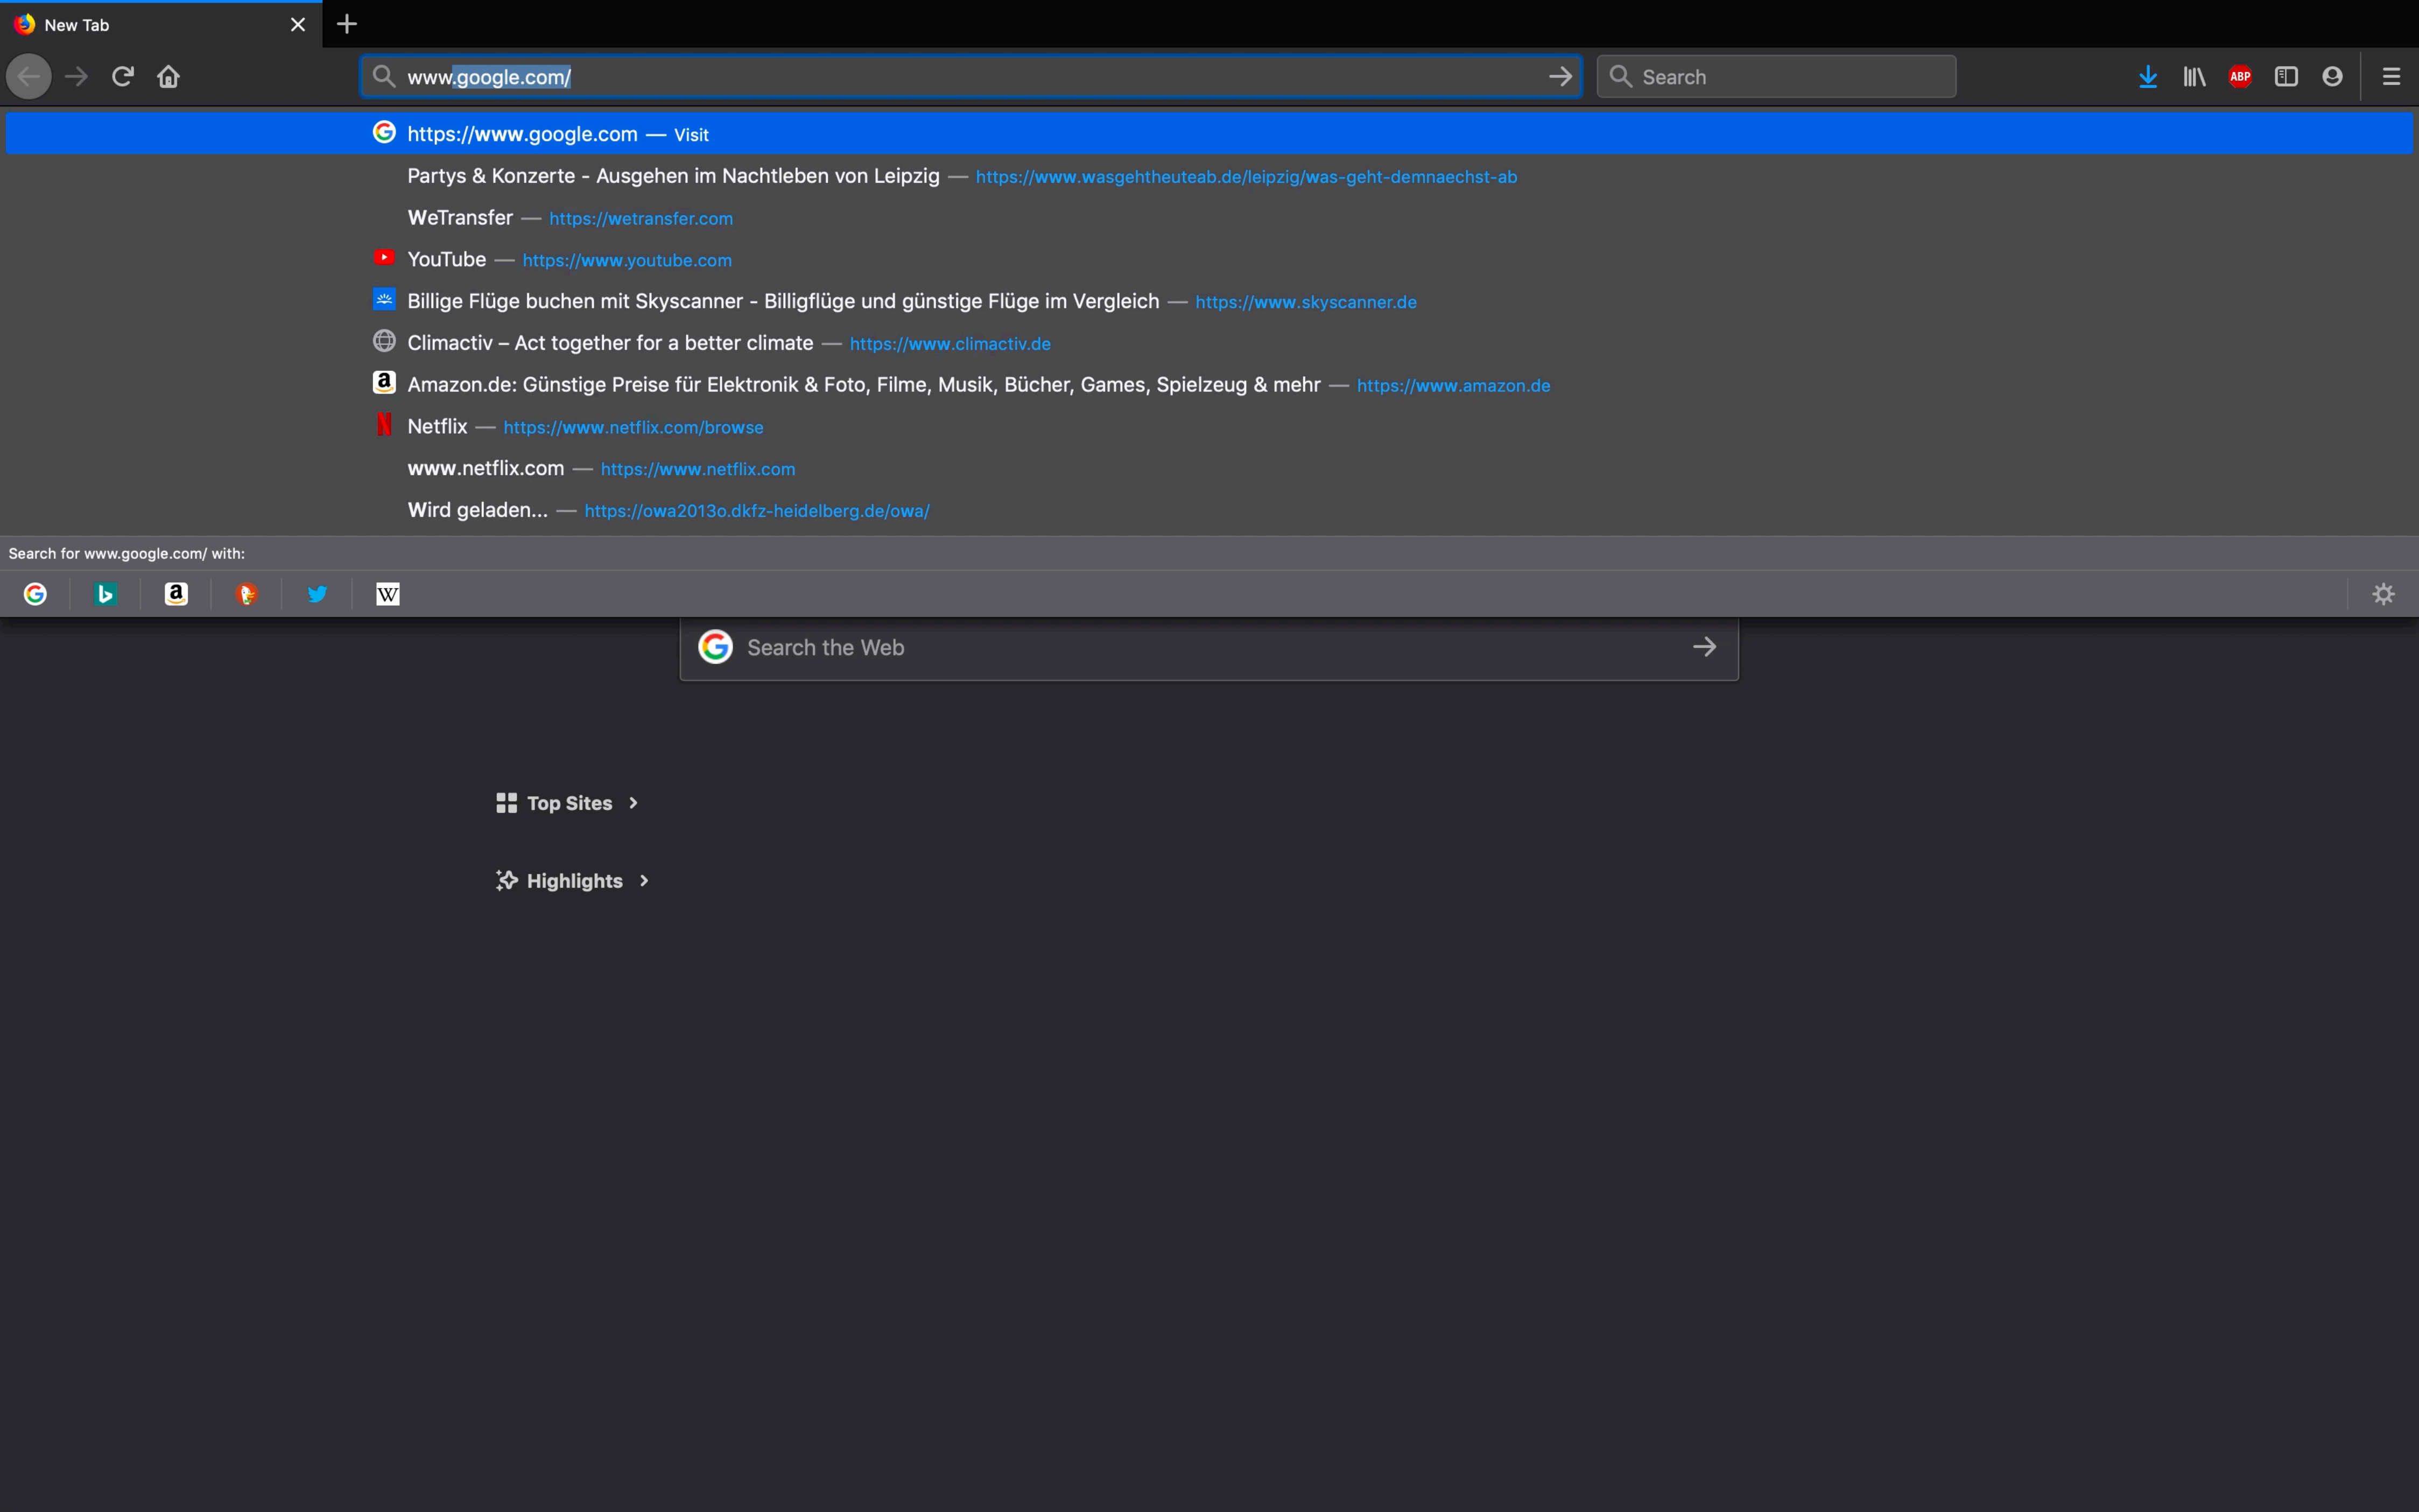 New Tab
www.google.com/
Search
https://www.google.com — Visit
Partys & Konzerte - Ausgehen im Nachtleben von Leipzig — https://www.wasgehtheuteab.de/leipzig/was-geht-demnaechst-ab
WeTransfer — https://wetransfer.com
YouTube — https://www.youtube.com
Billige Flüge buchen mit Skyscanner - Billigflüge und günstige Flüge im Vergleich — https://www.skyscanner.de
Climactiv – Act together for a better climate — https://www.climactiv.de
Amazon.de: Günstige Preise für Elektronik & Foto, Filme, Musik, Bücher, Games, Spielzeug & mehr — https://www.amazon.de
Netflix — https://www.netflix.com/browse
www.netflix.com — https://www.netflix.com
Wird geladen... — https://owa2013o.dkfz-heidelberg.de/owa/
Search for www.google.com/ with:
Search the Web
Top Sites
Highlights
ABP